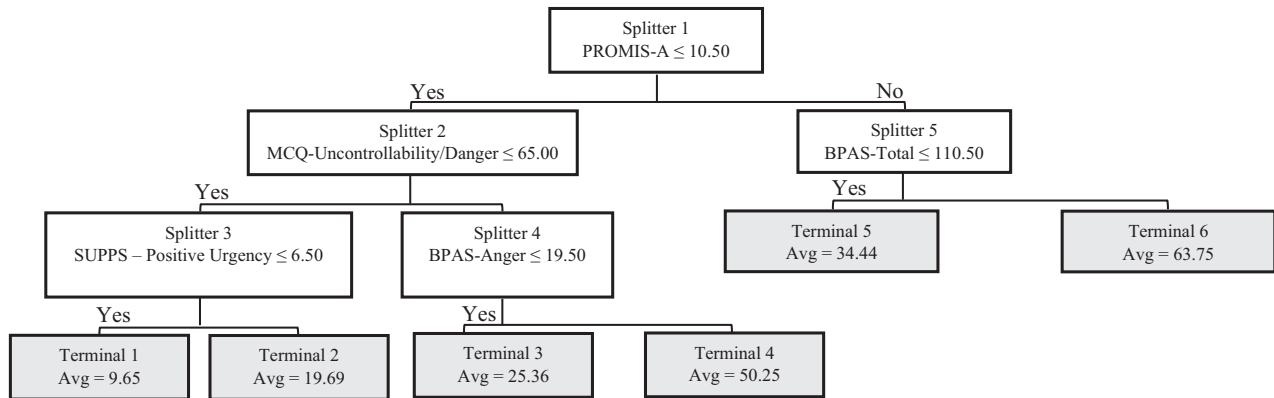 Splitter 1
PROMIS-A ≤ 10.50
Yes
No
Splitter 2
MCQ-Uncontrollability/Danger ≤ 65.00
Splitter 5
BPAS-Total ≤ 110.50
Yes
Yes
Splitter 3
SUPPS – Positive Urgency ≤ 6.50
Splitter 4
BPAS-Anger ≤ 19.50
Terminal 5
Avg = 34.44
Terminal 6
Avg = 63.75
Yes
Yes
Terminal 1
Avg = 9.65
Terminal 2
Avg = 19.69
Terminal 3
Avg = 25.36
Terminal 4
Avg = 50.25